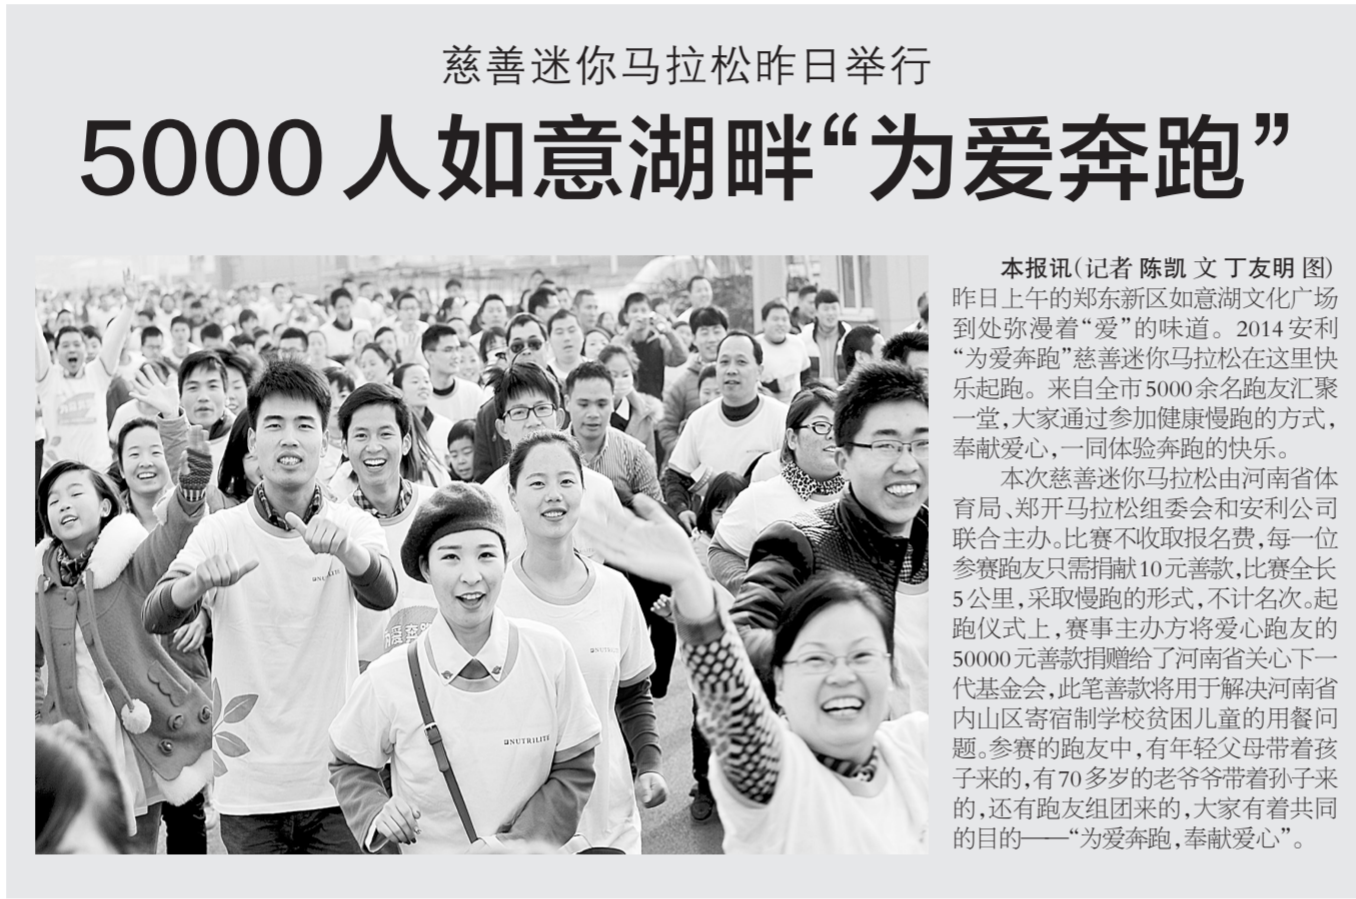 慈善迷你马拉松昨日举行
5000人如意湖畔“为爱奔跑”
本报讯(记者 陈凯 文 丁友明 图)
昨日上午的郑东新区如意湖文化广场
到处弥漫着“爱”的味道。2014安利
“为爱奔跑”慈善迷你马拉松在这里快
乐起跑。来自全市5000余名跑友汇聚
一堂,大家通过参加健康慢跑的方式,
奉献爱心,一同体验奔跑的快乐。
本次慈善迷你马拉松由河南省体
育局、郑开马拉松组委会和安利公司
联合主办。比赛不收取报名费,每一位
参赛跑友只需捐献10元善款,比赛全长
5公里,采取慢跑的形式,不计名次。起
跑仪式上,赛事主办方将爱心跑友的
50000元善款捐赠给了河南省关心下一
代基金会,此笔善款将用于解决河南省
内山区寄宿制学校贫困儿童的用餐问
题。参赛的跑友中,有年轻父母带着孩
子来的,有70多岁的老爷爷带着孙子来
的,还有跑友组团来的,大家有着共同
的目的——“为爱奔跑,奉献爱心”。
NUTRILITE